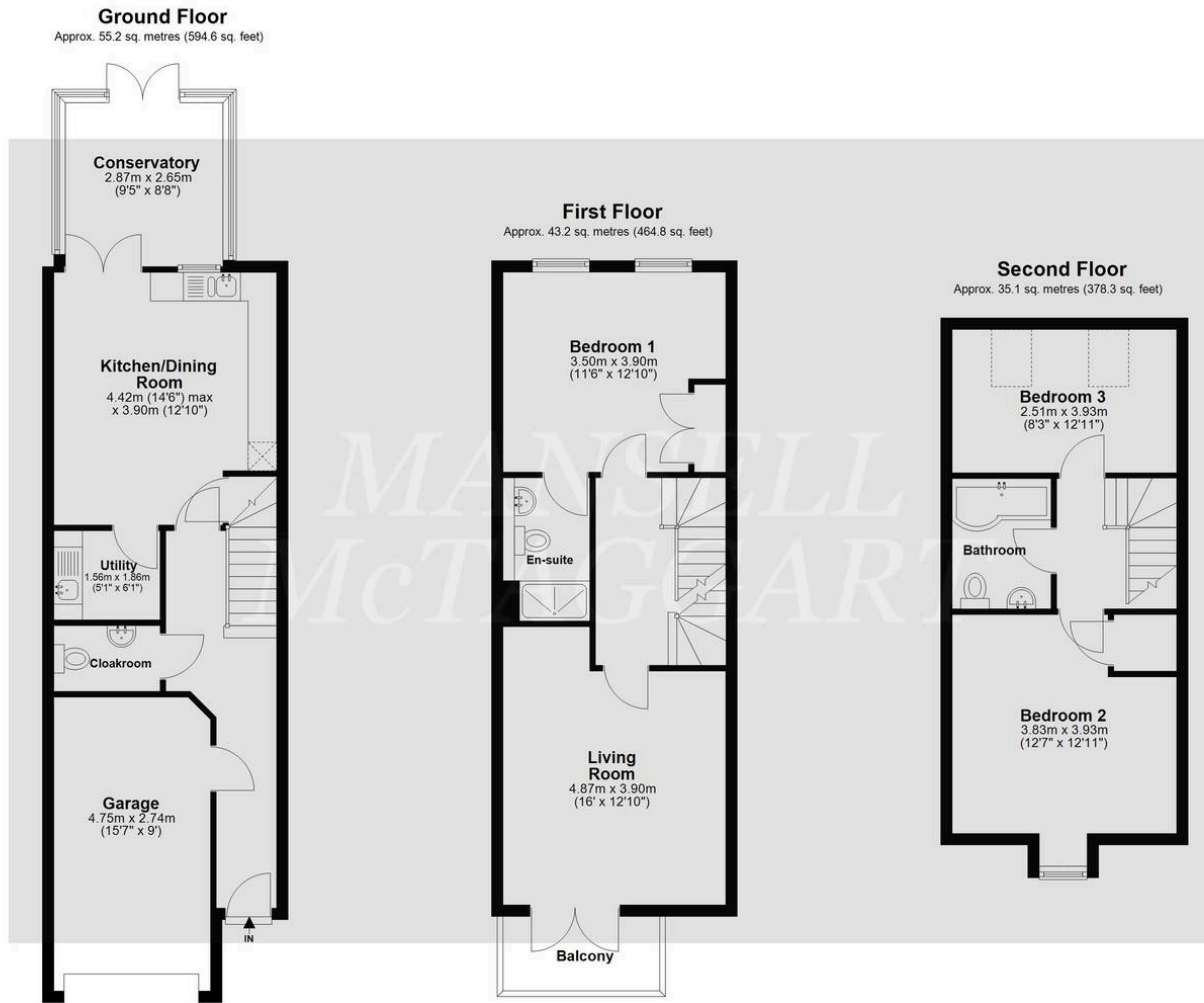 Ground Floor
Approx. 55.2 sq. metres (594.6 sq. feet)
Conservatory
2.87m x 2.65m
(9'5" x 8'8")
Kitchen/Dining
Room
4.42m (14'6") max
x 3.90m (12'10")
Utility
1.56m x 1.86m
(5'1" x 6'1")
Cloakroom
Garage
4.75m x 2.74m
(15'7" x 9')
IN
First Floor
Approx. 43.2 sq. metres (464.8 sq. feet)
Bedroom 1
3.50m x 3.90m
(11'6" x 12'10")
En-suite
Living
Room
4.87m x 3.90m
(16' x 12'10")
Balcony
Second Floor
Approx. 35.1 sq. metres (378.3 sq. feet)
Bedroom 3
2.51m x 3.93m
(8'3" x 12'11")
Bathroom
Bedroom 2
3.83m x 3.93m
(12'7" x 12'11")
MANSELL
McTAGGART